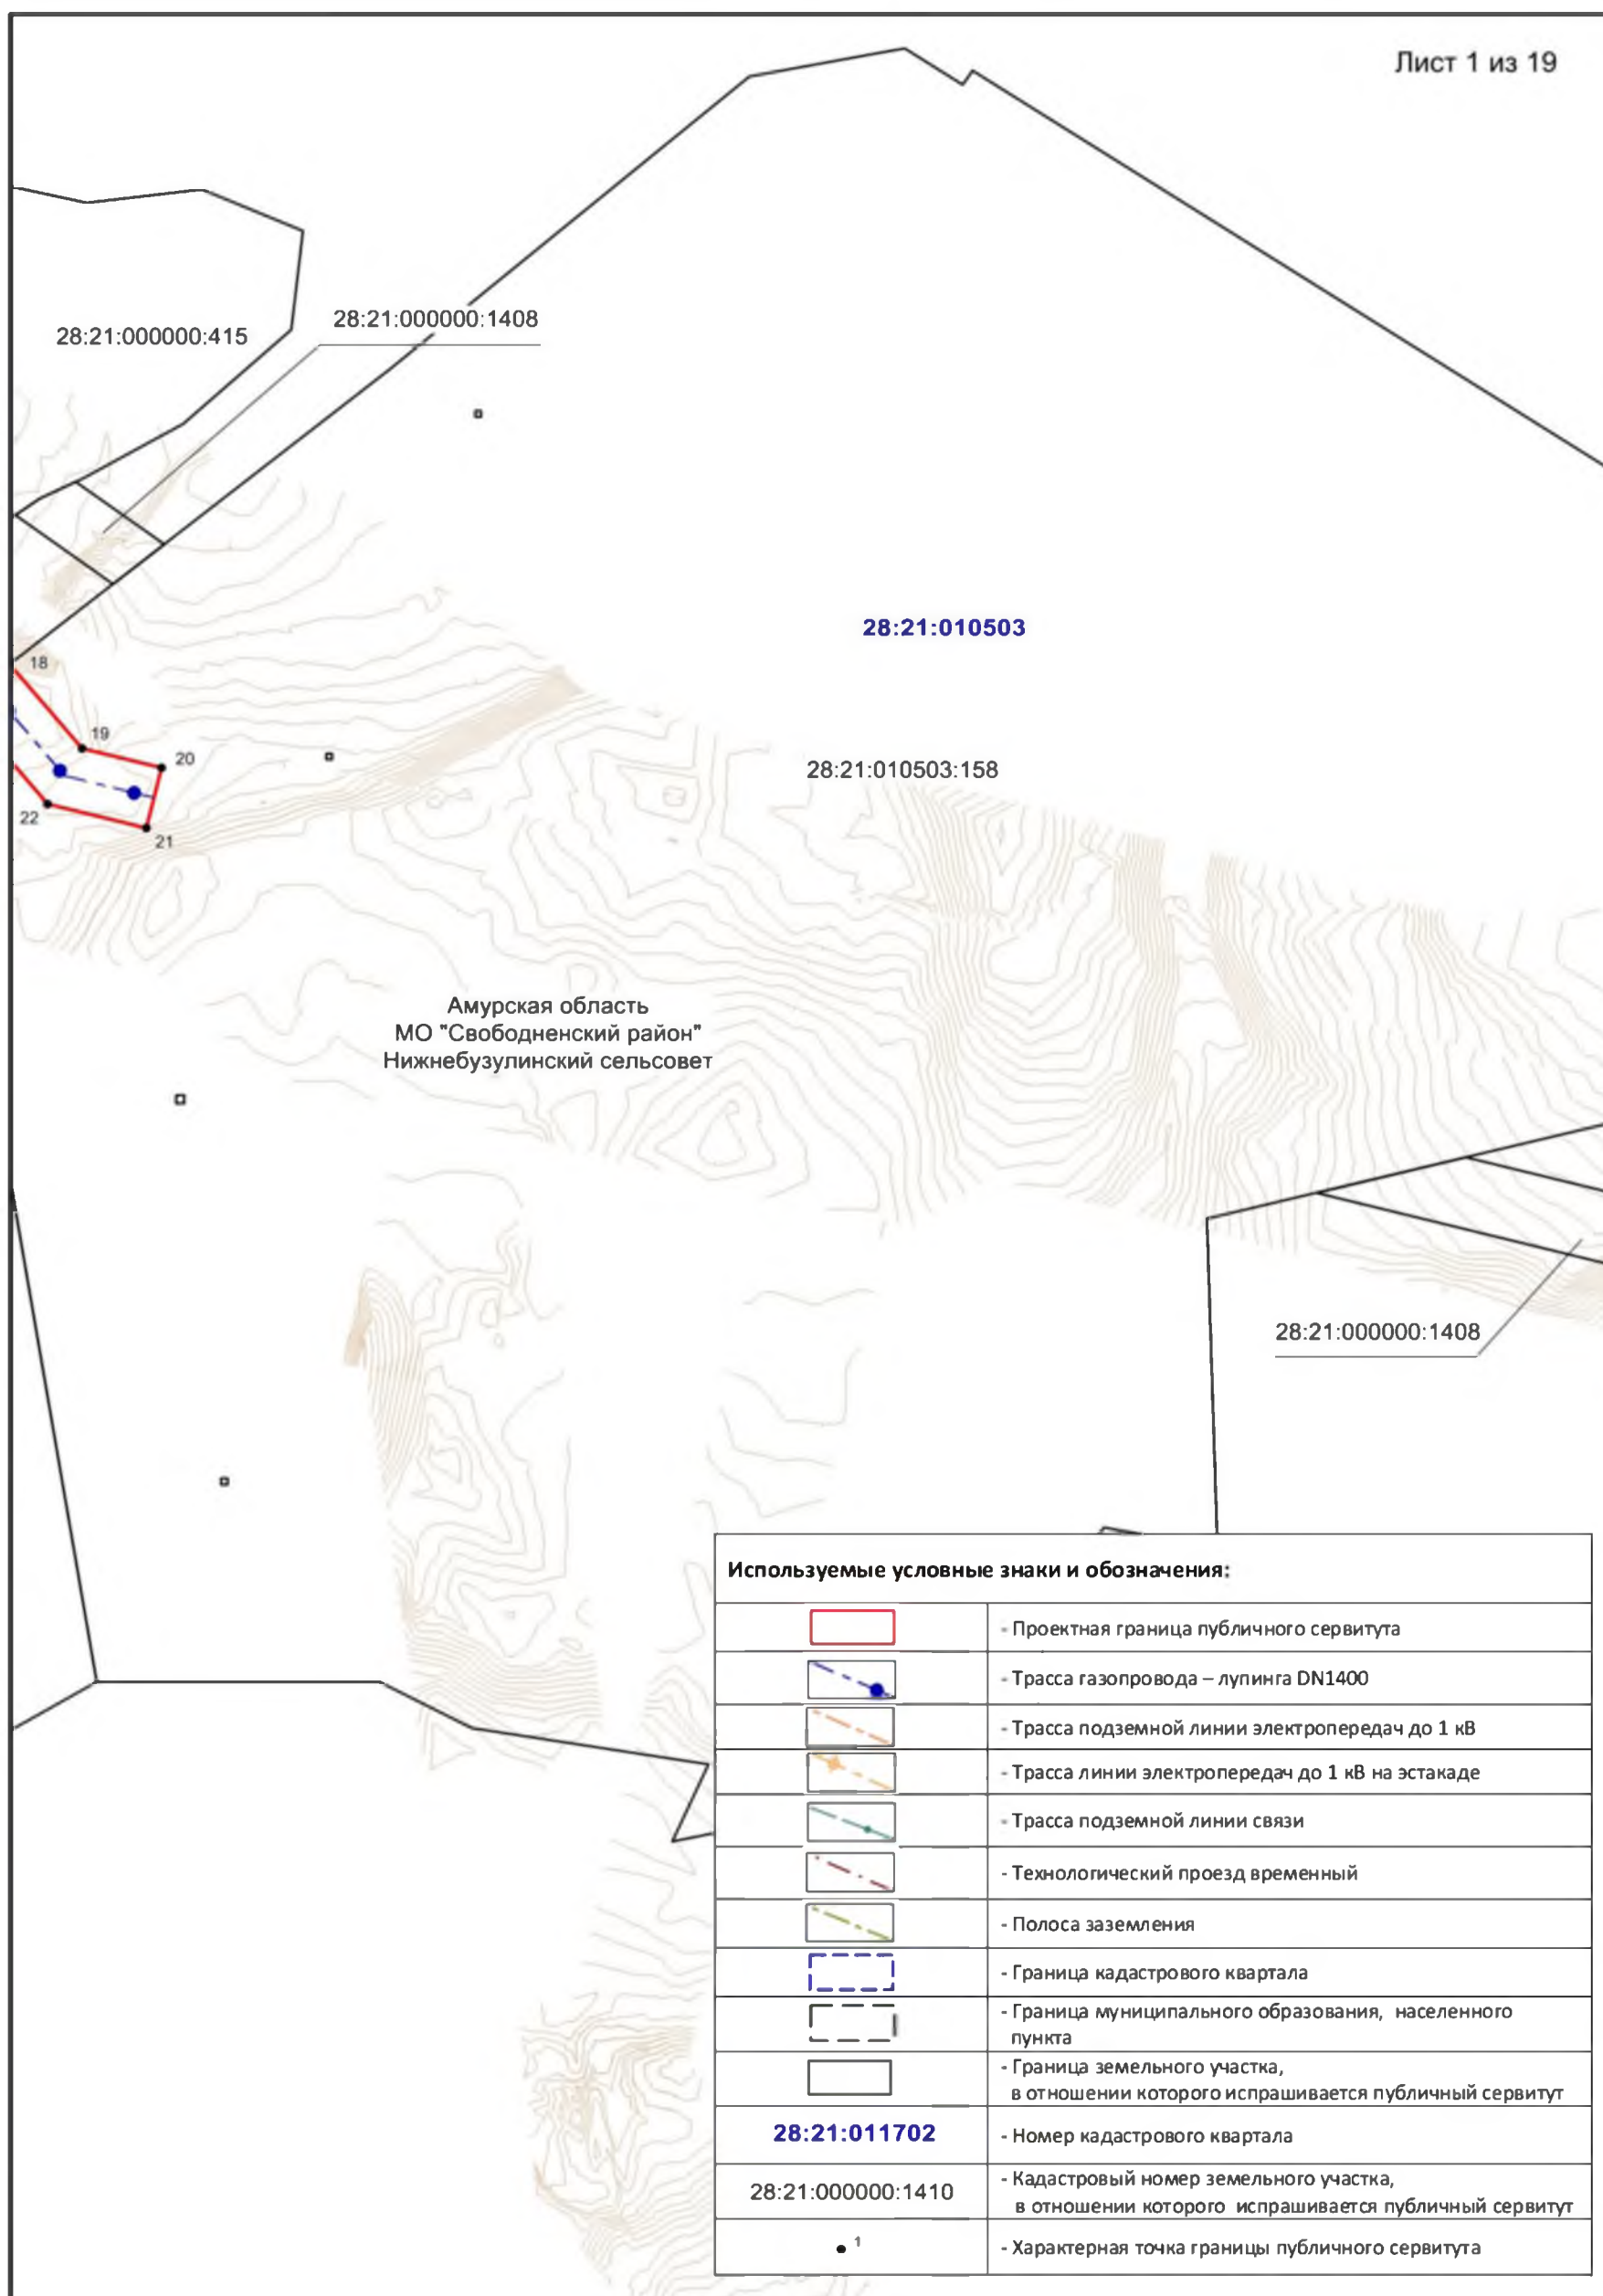 Лист 1 из 19
28:21:000000:1408
28:21:000000:415
28:21:010503
18
19
20
28:21:010503:158
22
21
Амурская область
МО "Свободненский район"
Нижнебузулинский сельсовет
28:21:000000:1408
Используемые условные знаки и обозначения:
- Проектная граница публичного сервитута
- Трасса газопровода – лупинга DN1400
- Трасса подземной линии электропередач до 1 кВ
- Трасса линии электропередач до 1 кВ на эстакаде
- Трасса подземной линии связи
- Технологический проезд временный
- Полоса заземления
- Граница кадастрового квартала
- Граница муниципального образования, населенного
пункта
- Граница земельного участка,
в отношении которого испрашивается публичный сервитут
28:21:011702 - Номер кадастрового квартала
28:21:000000:1410 - Кадастровый номер земельного участка,
в отношении которого испрашивается публичный сервитут
1 - Характерная точка границы публичного сервитута